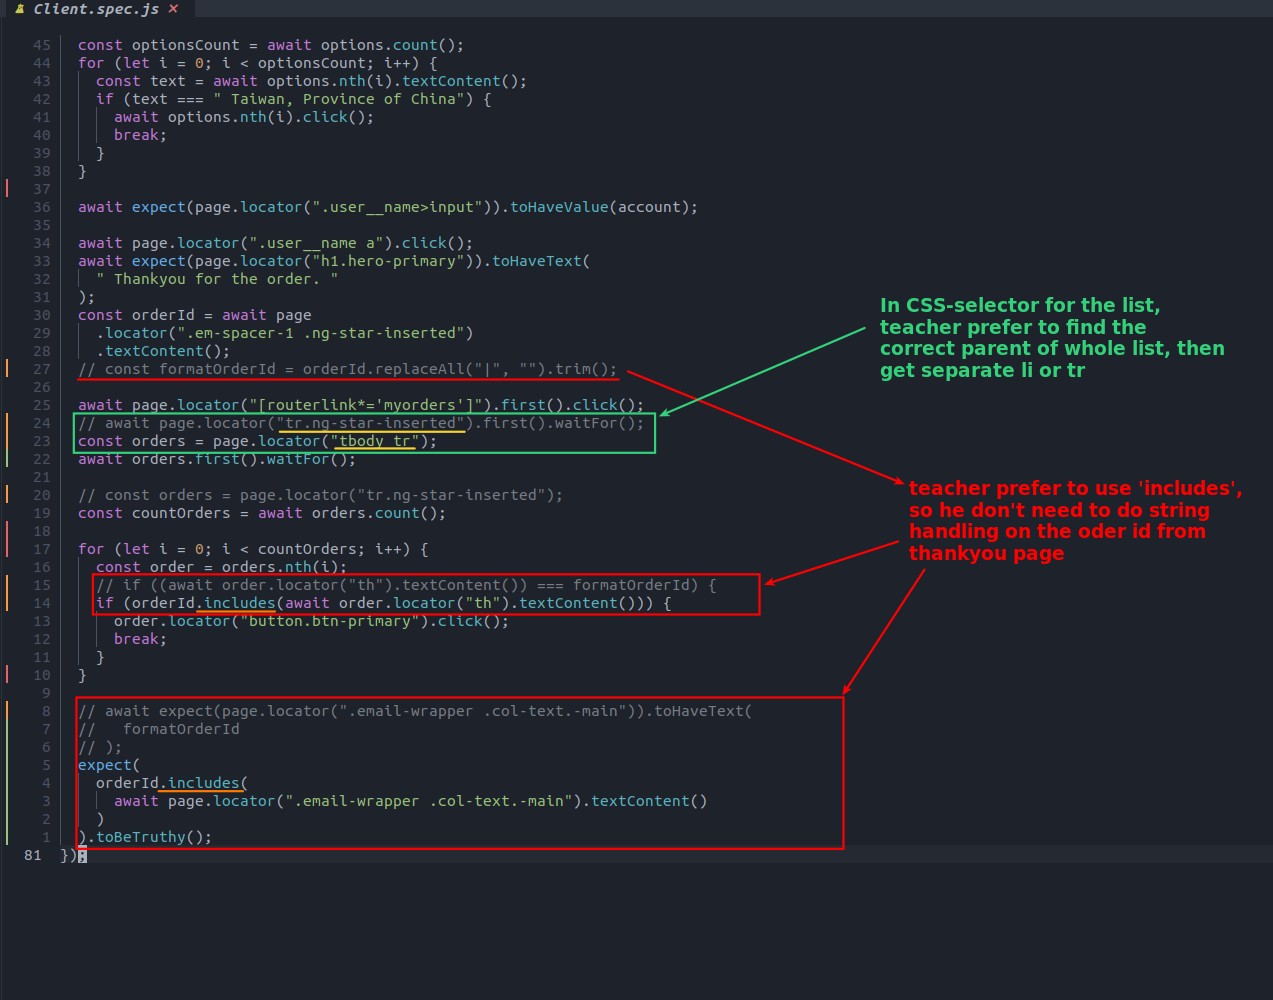 Client.spec.js ×
45 const optionsCount = await options.count();
44 for (let i = 0; i < optionsCount; i++) {
43 const text = await options.nth(i).textContent();
42 if (text === " Taiwan, Province of China") {
41 await options.nth(i).click();
40 break;
39 }
38 }
37
36 await expect(page.locator(".user__name>input")).toHaveValue(account);
35
34 await page.locator(".user__name a").click();
33 await expect(page.locator("h1.hero-primary")).toHaveText(
32 " Thankyou for the order. "
31 );
30 const orderId = await page
29 .locator(".em-spacer-1 .ng-star-inserted")
28 .textContent();
27 // const formatOrderId = orderId.replaceAll("|", "").trim();
26
25 await page.locator("[routerlink*='myorders']").first().click();
24 // await page.locator("tr.ng-star-inserted").first().waitFor();
23 const orders = page.locator("tbody tr");
22 await orders.first().waitFor();
21
20 // const orders = page.locator("tr.ng-star-inserted");
19 const countOrders = await orders.count();
18
17 for (let i = 0; i < countOrders; i++) {
16 const order = orders.nth(i);
15 // if ((await order.locator("th").textContent()) === formatOrderId) {
14 if (orderId.includes(await order.locator("th").textContent())) {
13 order.locator("button.btn-primary").click();
12 break;
11 }
10 }
9
8 // await expect(page.locator(".email-wrapper .col-text.-main")).toHaveText(
7 //   formatOrderId
6 // );
5 expect(
4 orderId.includes(
3 await page.locator(".email-wrapper .col-text.-main").textContent()
2 )
1 ).toBeTruthy();
81 });
In CSS-selector for the list,
teacher prefer to find the
correct parent of whole list, then
get separate li or tr
teacher prefer to use 'includes',
so he don't need to do string
handling on the oder id from
thankyou page